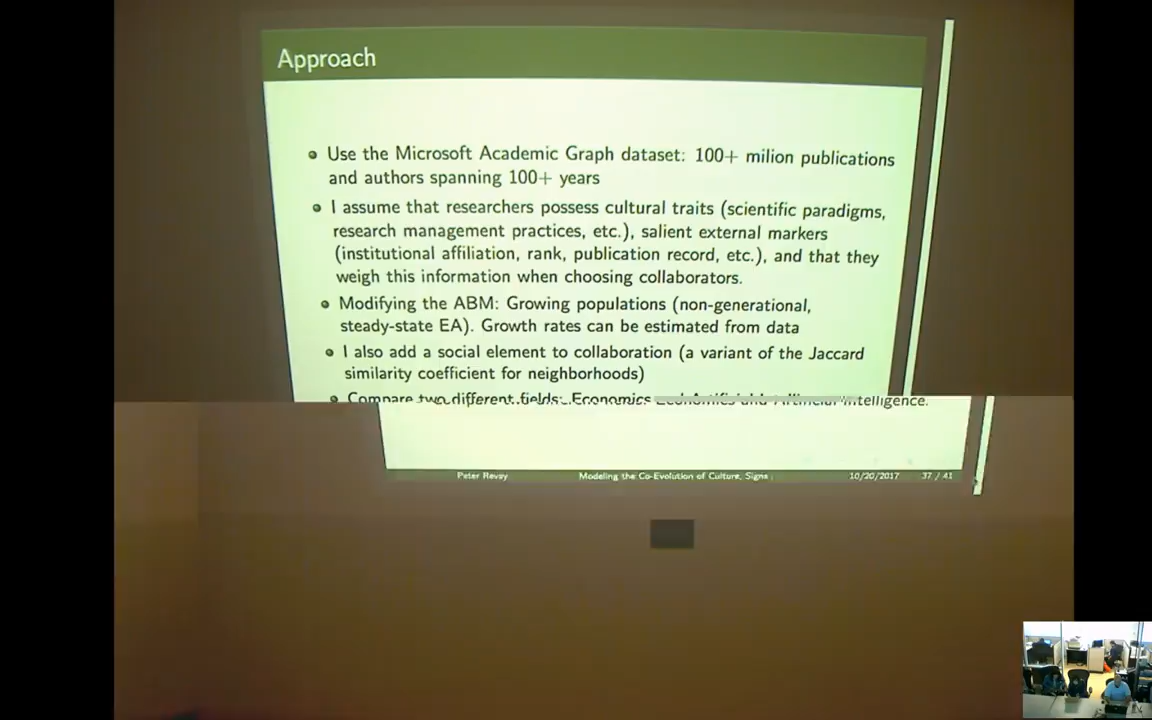 Approach
Use the Microsoft Academic Graph dataset: 100+ milion publications
and authors spanning 100+ years
I assume that researchers possess cultural traits (scientific paradigms,
research management practices, etc.), salient external markers
(institutional affiliation, rank, publication record, etc.), and that they
weigh this information when choosing collaborators.
Modifying the ABM: Growing populations (non-generational,
steady-state EA). Growth rates can be estimated from data
I also add a social element to collaboration (a variant of the Jaccard
similarity coefficient for neighborhoods)
Compare two different fields: Economics and Artificial Intelligence.
Peter Revay Modeling the Co-Evolution of Culture, Signs 10/20/2017 37 / 41